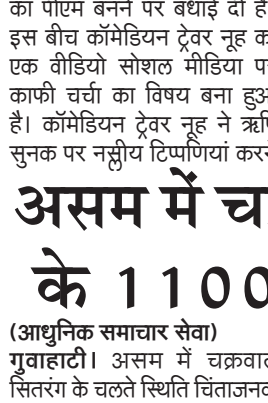 का पीएम बनने पर बधाई दी है
इस बीच कॉमेडियन ट्रेवर नूह क
एक वीडियो सोशल मीडिया प
काफी चर्चा का विषय बना हुअ
है। कॉमेडियन ट्रेवर नूह ने ऋषि
सुनक पर नस्लीय टिप्पणियां करन
असम में च
के 1100
(आधुनिक समाचार सेवा)
गुवाहाटी। असम में चक्रवात
सितरंग के चलते स्थिति चिंताजनक